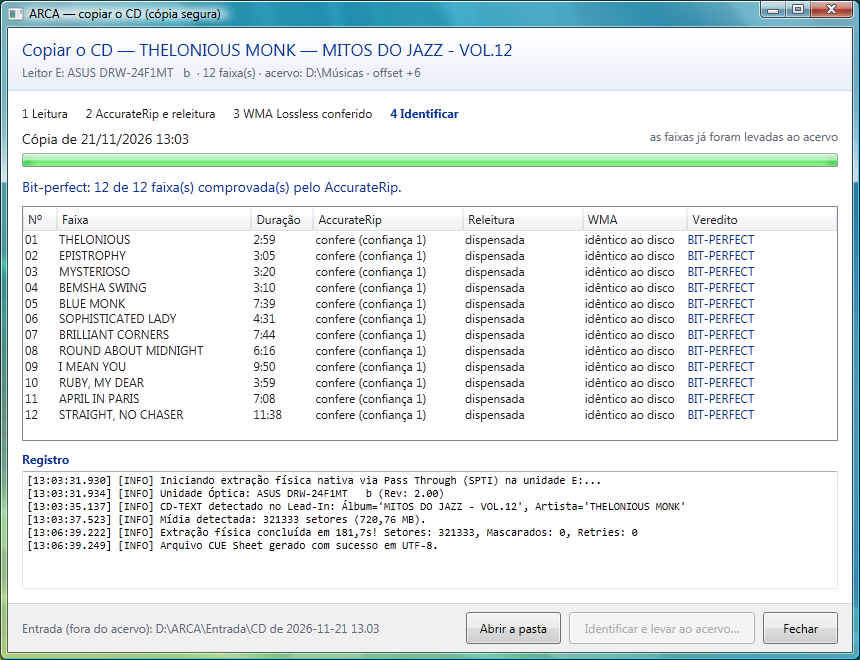 ARCA — copiar o CD (cópia segura)
Copiar o CD — THELONIOUS MONK — MITOS DO JAZZ - VOL.12
Leitor E: ASUS DRW-24F1MT   b  · 12 faixa(s) · acervo: D:\Músicas · offset +6
1 Leitura   2 AccurateRip e releitura   3 WMA Lossless conferido   4 Identificar
Cópia de 21/11/2026 13:03   as faixas já foram levadas ao acervo
Bit-perfect: 12 de 12 faixa(s) comprovada(s) pelo AccurateRip.
Nº   Faixa   Duração   AccurateRip   Releitura   WMA   Veredito
01   THELONIOUS   2:59   confere (confiança 1)   dispensada   idêntico ao disco   BIT-PERFECT
02   EPISTROPHY   3:05   confere (confiança 1)   dispensada   idêntico ao disco   BIT-PERFECT
03   MYSTERIOSO   3:20   confere (confiança 1)   dispensada   idêntico ao disco   BIT-PERFECT
04   BEMSHA SWING   3:10   confere (confiança 1)   dispensada   idêntico ao disco   BIT-PERFECT
05   BLUE MONK   7:39   confere (confiança 1)   dispensada   idêntico ao disco   BIT-PERFECT
06   SOPHISTICATED LADY   4:31   confere (confiança 1)   dispensada   idêntico ao disco   BIT-PERFECT
07   BRILLIANT CORNERS   7:44   confere (confiança 1)   dispensada   idêntico ao disco   BIT-PERFECT
08   ROUND ABOUT MIDNIGHT   6:16   confere (confiança 1)   dispensada   idêntico ao disco   BIT-PERFECT
09   I MEAN YOU   9:50   confere (confiança 1)   dispensada   idêntico ao disco   BIT-PERFECT
10   RUBY, MY DEAR   3:59   confere (confiança 1)   dispensada   idêntico ao disco   BIT-PERFECT
11   APRIL IN PARIS   7:08   confere (confiança 1)   dispensada   idêntico ao disco   BIT-PERFECT
12   STRAIGHT, NO CHASER   11:38   confere (confiança 1)   dispensada   idêntico ao disco   BIT-PERFECT
Registro
[13:03:31.930] [INFO] Iniciando extração física nativa via Pass Through (SPTI) na unidade E:...
[13:03:31.934] [INFO] Unidade Óptica: ASUS DRW-24F1MT   b (Rev: 2.00)
[13:03:35.137] [INFO] CD-TEXT detectado no Lead-In: Álbum='MITOS DO JAZZ - VOL.12', Artista='THELONIOUS MONK'
[13:03:37.523] [INFO] Mídia detectada: 321333 setores (720,76 MB).
[13:06:39.222] [INFO] Extração física concluída em 181,7s! Setores: 321333, Mascarados: 0, Retries: 0
[13:06:39.249] [INFO] Arquivo CUE Sheet gerado com sucesso em UTF-8.
Entrada (fora do acervo): D:\ARCA\Entrada\CD de 2026-11-21 13.03   Abrir a pasta   Identificar e levar ao acervo...   Fechar